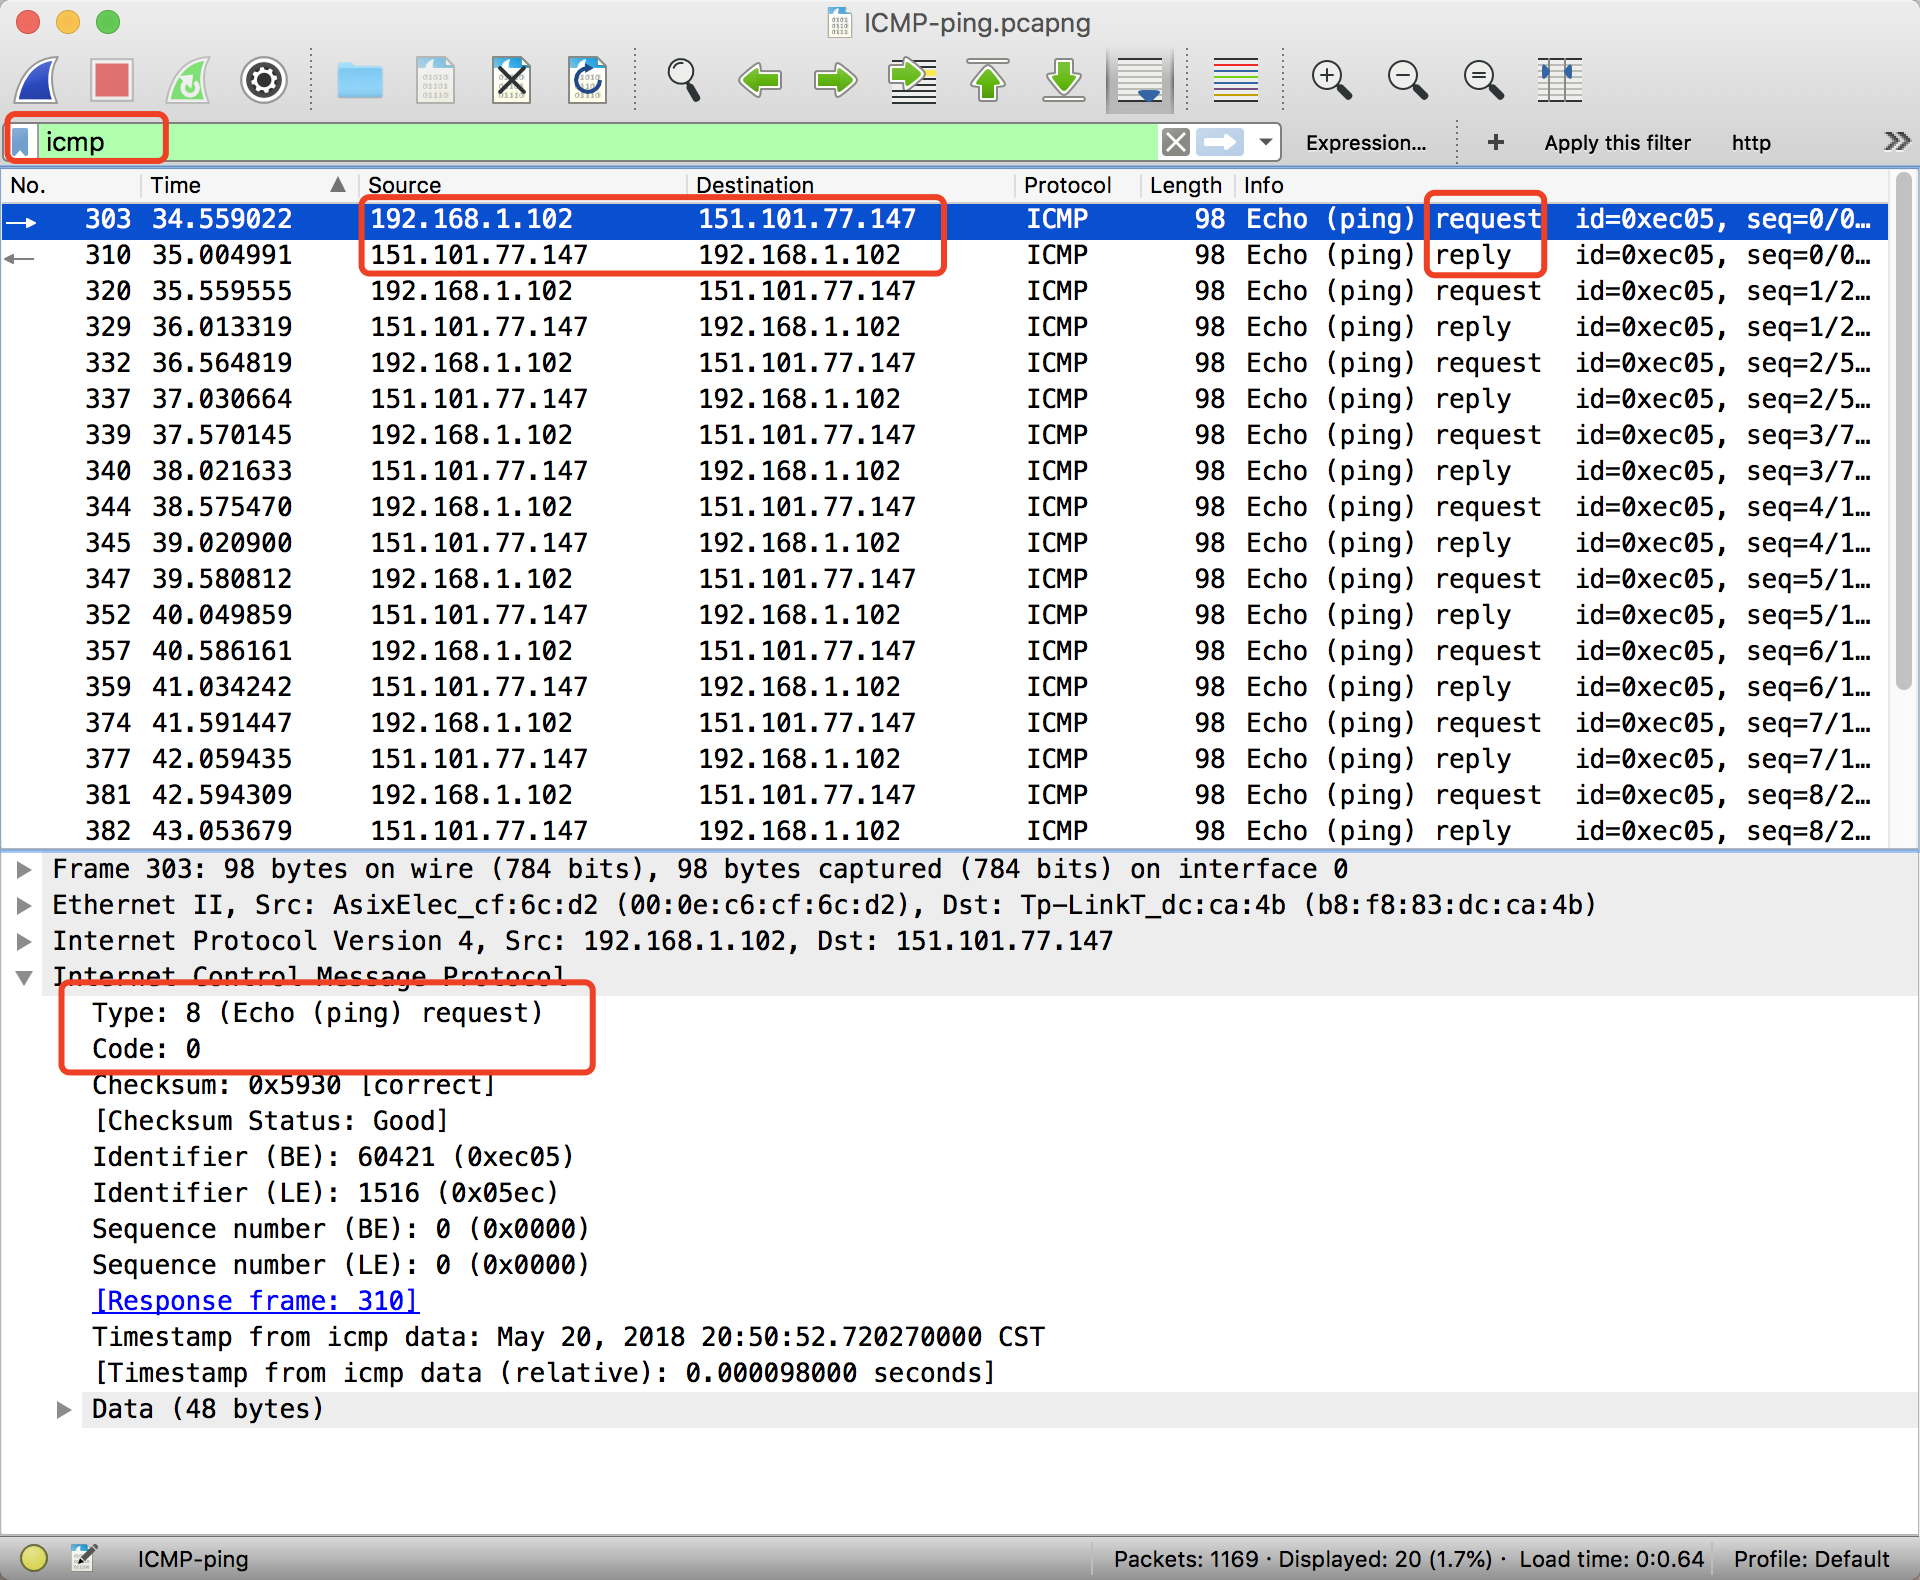 ICMP-ping.pcapng
icmp Expression... + Apply this filter http
No. Time Source Destination Protocol Length Info
303 34.559022 192.168.1.102 151.101.77.147 ICMP 98 Echo (ping) request id=0xec05, seq=0/0…
310 35.004991 151.101.77.147 192.168.1.102 ICMP 98 Echo (ping) reply id=0xec05, seq=0/0…
320 35.559555 192.168.1.102 151.101.77.147 ICMP 98 Echo (ping) request id=0xec05, seq=1/2…
329 36.013319 151.101.77.147 192.168.1.102 ICMP 98 Echo (ping) reply id=0xec05, seq=1/2…
332 36.564819 192.168.1.102 151.101.77.147 ICMP 98 Echo (ping) request id=0xec05, seq=2/5…
337 37.030664 151.101.77.147 192.168.1.102 ICMP 98 Echo (ping) reply id=0xec05, seq=2/5…
339 37.570145 192.168.1.102 151.101.77.147 ICMP 98 Echo (ping) request id=0xec05, seq=3/7…
340 38.021633 151.101.77.147 192.168.1.102 ICMP 98 Echo (ping) reply id=0xec05, seq=3/7…
344 38.575470 192.168.1.102 151.101.77.147 ICMP 98 Echo (ping) request id=0xec05, seq=4/1…
345 39.020900 151.101.77.147 192.168.1.102 ICMP 98 Echo (ping) reply id=0xec05, seq=4/1…
347 39.580812 192.168.1.102 151.101.77.147 ICMP 98 Echo (ping) request id=0xec05, seq=5/1…
352 40.049859 151.101.77.147 192.168.1.102 ICMP 98 Echo (ping) reply id=0xec05, seq=5/1…
357 40.586161 192.168.1.102 151.101.77.147 ICMP 98 Echo (ping) request id=0xec05, seq=6/1…
359 41.034242 151.101.77.147 192.168.1.102 ICMP 98 Echo (ping) reply id=0xec05, seq=6/1…
374 41.591447 192.168.1.102 151.101.77.147 ICMP 98 Echo (ping) request id=0xec05, seq=7/1…
377 42.059435 151.101.77.147 192.168.1.102 ICMP 98 Echo (ping) reply id=0xec05, seq=7/1…
381 42.594309 192.168.1.102 151.101.77.147 ICMP 98 Echo (ping) request id=0xec05, seq=8/2…
382 43.053679 151.101.77.147 192.168.1.102 ICMP 98 Echo (ping) reply id=0xec05, seq=8/2…
Frame 303: 98 bytes on wire (784 bits), 98 bytes captured (784 bits) on interface 0
Ethernet II, Src: AsixElec_cf:6c:d2 (00:0e:c6:cf:6c:d2), Dst: Tp-LinkT_dc:ca:4b (b8:f8:83:dc:ca:4b)
Internet Protocol Version 4, Src: 192.168.1.102, Dst: 151.101.77.147
Internet Control Message Protocol
Type: 8 (Echo (ping) request)
Code: 0
Checksum: 0x5930 [correct]
[Checksum Status: Good]
Identifier (BE): 60421 (0xec05)
Identifier (LE): 1516 (0x05ec)
Sequence number (BE): 0 (0x0000)
Sequence number (LE): 0 (0x0000)
[Response frame: 310]
Timestamp from icmp data: May 20, 2018 20:50:52.720270000 CST
[Timestamp from icmp data (relative): 0.000098000 seconds]
Data (48 bytes)
ICMP-ping Packets: 1169 · Displayed: 20 (1.7%) · Load time: 0:0.64 Profile: Default